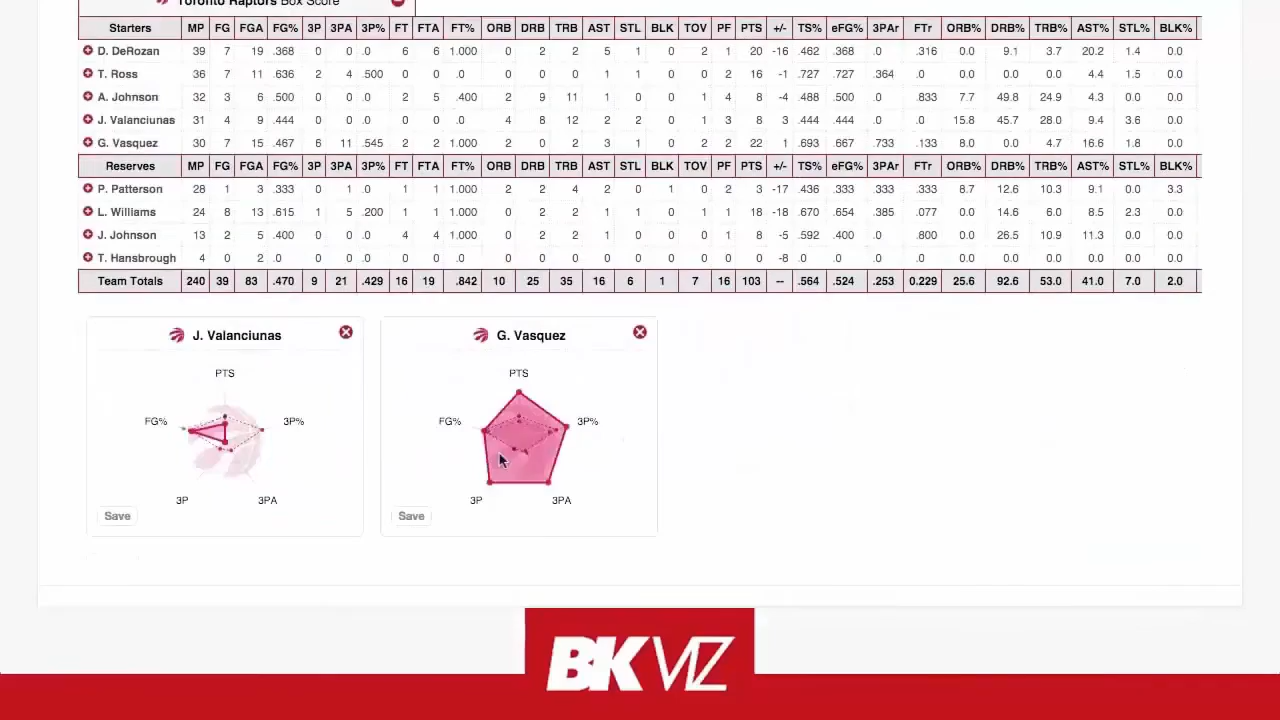 Toronto Raptors Box Score
Starters MP FG FGA FG% 3P 3PA 3P% FT FTA FT% ORB DRB TRB AST STL BLK TOV PF PTS +/- TS% eFG% 3PAr FTr ORB% DRB% TRB% AST% STL% BLK%
D. DeRozan 39 7 19 .368 0 0 .0 6 6 1.000 0 2 2 5 1 0 2 1 20 -16 .462 .368 .0 .316 0.0 9.1 3.7 20.2 1.4 0.0
T. Ross 36 7 11 .636 2 4 .500 0 0 .0 0 0 0 1 1 0 0 2 16 -1 .727 .727 .364 .0 0.0 0.0 0.0 4.4 1.5 0.0
A. Johnson 32 3 6 .500 0 0 .0 2 5 .400 2 9 11 1 0 0 1 4 8 -4 .488 .500 .0 .833 7.7 49.8 24.9 4.3 0.0 0.0
J. Valanciunas 31 4 9 .444 0 0 .0 0 0 .0 4 8 12 2 2 0 1 3 8 3 .444 .444 .0 .0 15.8 45.7 28.0 9.4 3.6 0.0
G. Vasquez 30 7 15 .467 6 11 .545 2 2 1.000 0 2 2 3 1 0 2 2 22 1 .693 .667 .733 .133 8.0 0.0 4.7 16.6 1.8 0.0
Reserves MP FG FGA FG% 3P 3PA 3P% FT FTA FT% ORB DRB TRB AST STL BLK TOV PF PTS +/- TS% eFG% 3PAr FTr ORB% DRB% TRB% AST% STL% BLK%
P. Patterson 28 1 3 .333 0 1 .0 1 1 1.000 2 2 4 2 0 1 0 2 3 -17 .436 .333 .333 .333 8.7 12.6 10.3 9.1 0.0 3.3
L. Williams 24 8 13 .615 1 5 .200 1 1 1.000 0 2 2 1 1 0 1 1 18 -18 .670 .654 .385 .077 0.0 14.6 6.0 8.5 2.3 0.0
J. Johnson 13 2 5 .400 0 0 .0 4 4 1.000 0 2 2 1 0 0 0 1 8 -5 .592 .400 .0 .800 0.0 26.5 10.9 11.3 0.0 0.0
T. Hansbrough 4 0 2 .0 0 0 .0 0 0 .0 0 0 0 0 0 0 0 0 0 -8 .0 .0 .0 .0 0.0 0.0 0.0 0.0 0.0 0.0
Team Totals 240 39 83 .470 9 21 .429 16 19 .842 10 25 35 16 6 1 7 16 103 -- .564 .524 .253 0.229 25.6 92.6 53.0 41.0 7.0 2.0
J. Valanciunas G. Vasquez
PTS PTS
FG% 3P% FG% 3P%
3P 3PA 3P 3PA
Save Save
BKVIZ